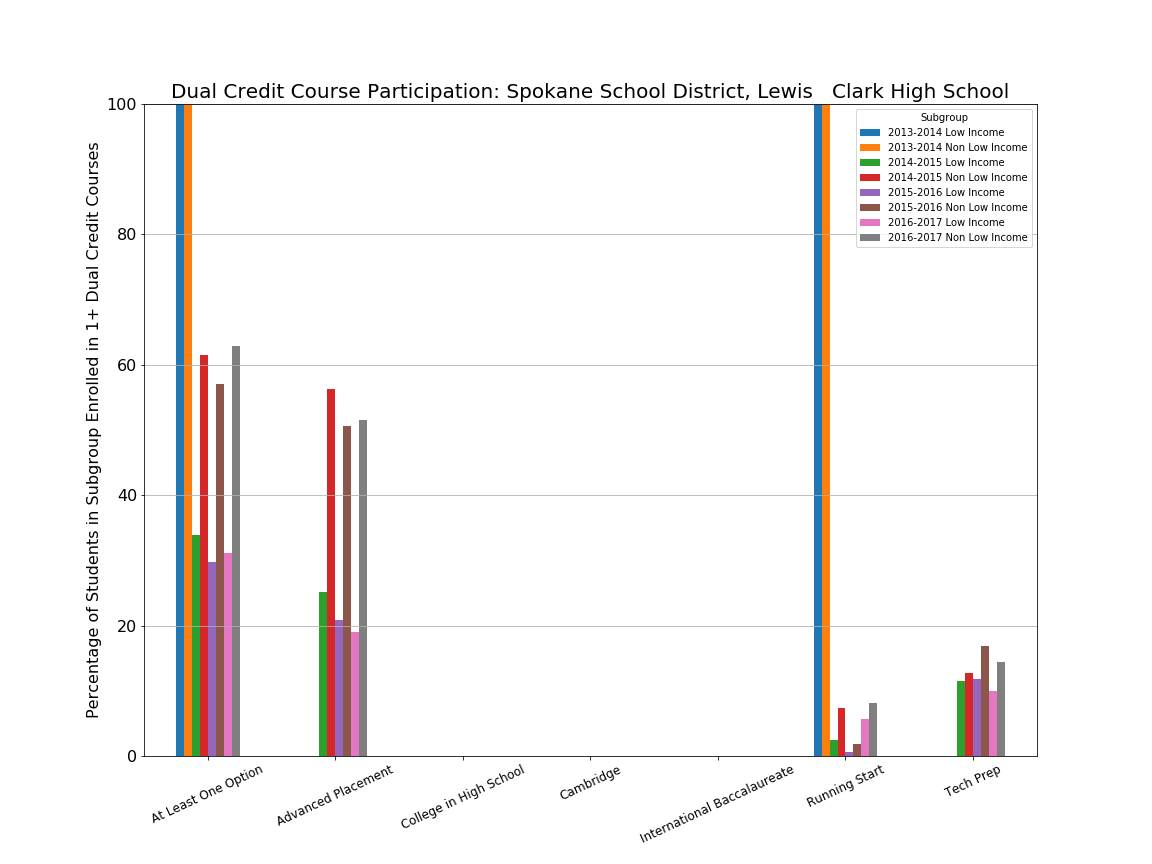 Dual Credit Course Participation: Spokane School District, Lewis   Clark High School
Percentage of Students in Subgroup Enrolled in 1+ Dual Credit Courses
100
80
60
40
20
0
Subgroup
2013-2014 Low Income
2013-2014 Non Low Income
2014-2015 Low Income
2014-2015 Non Low Income
2015-2016 Low Income
2015-2016 Non Low Income
2016-2017 Low Income
2016-2017 Non Low Income
At Least One Option
Advanced Placement
College in High School
Cambridge
International Baccalaureate
Running Start
Tech Prep